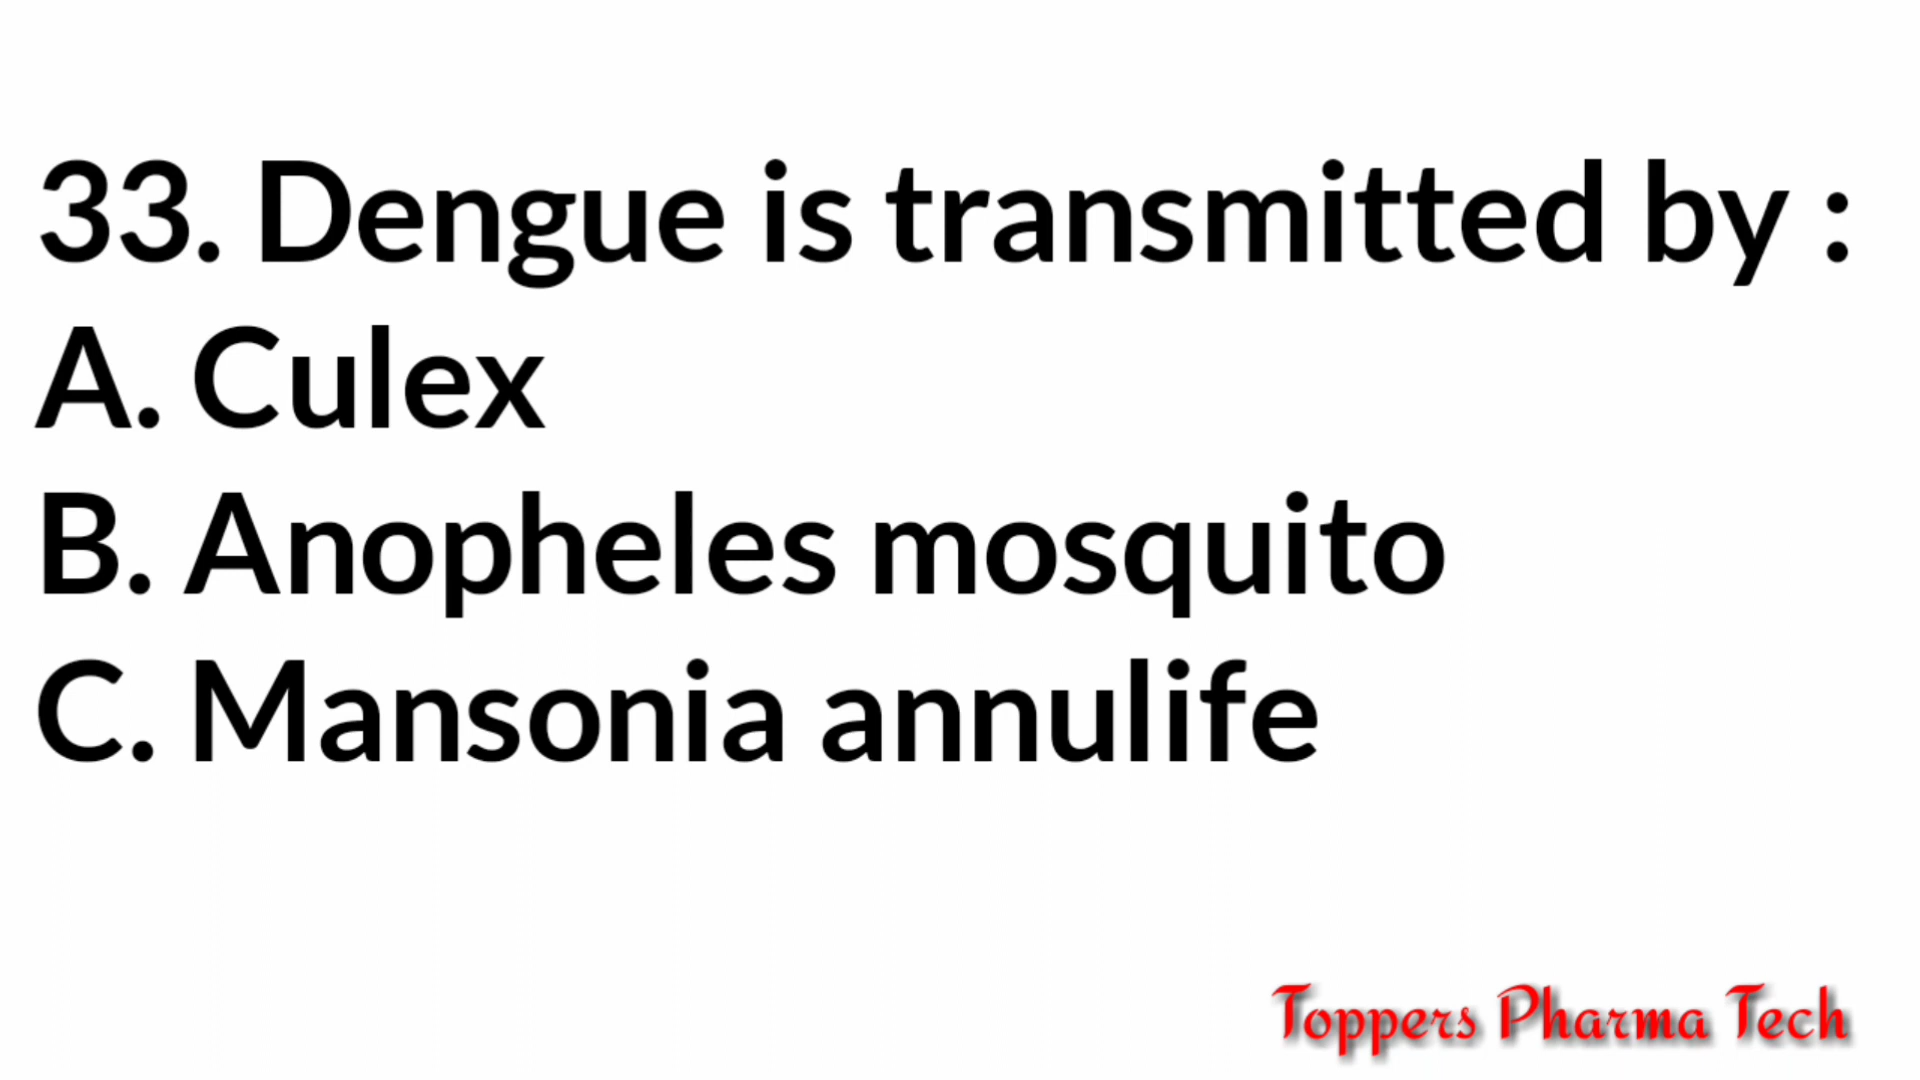 33. Dengue is transmitted by :
A. Culex
B. Anopheles mosquito
C. Mansonia annulife
Toppers Pharma Tech